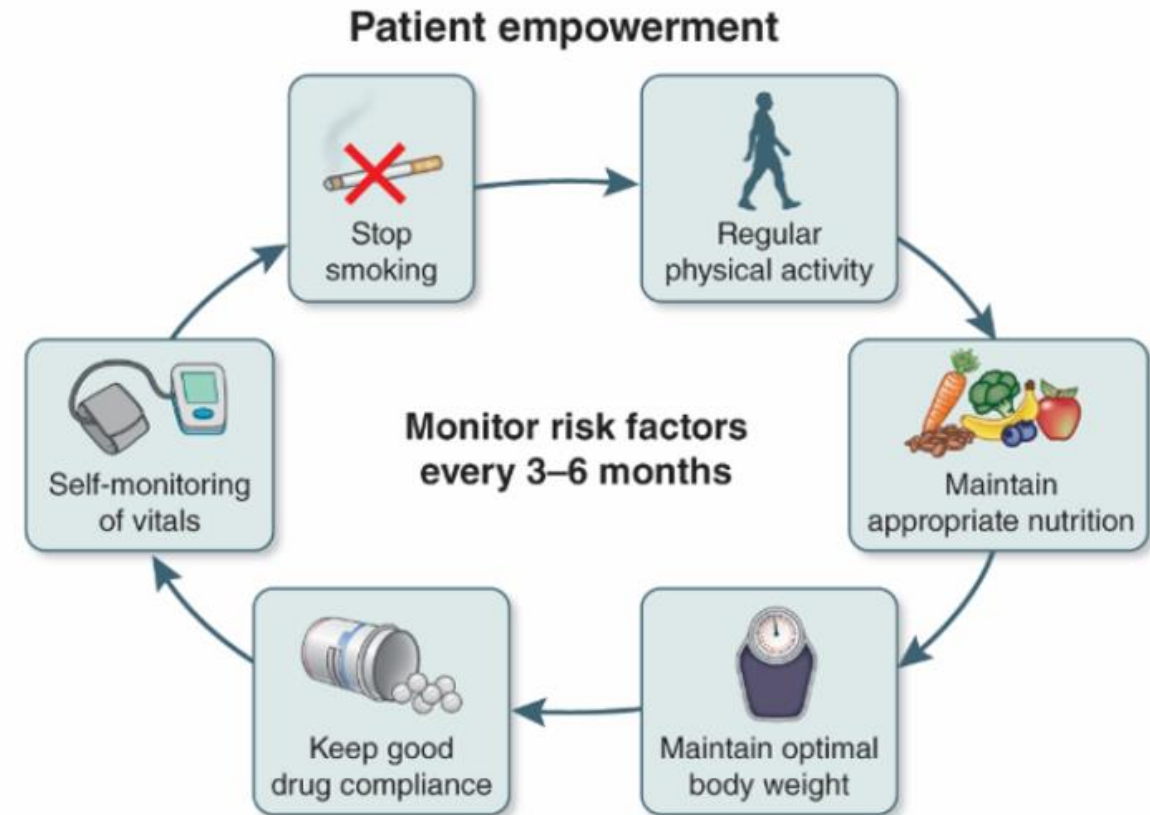 Patient empowerment
Stop
smoking
Regular
physical activity
Maintain
appropriate nutrition
Maintain optimal
body weight
Keep good
drug compliance
Self-monitoring
of vitals
Monitor risk factors
every 3–6 months